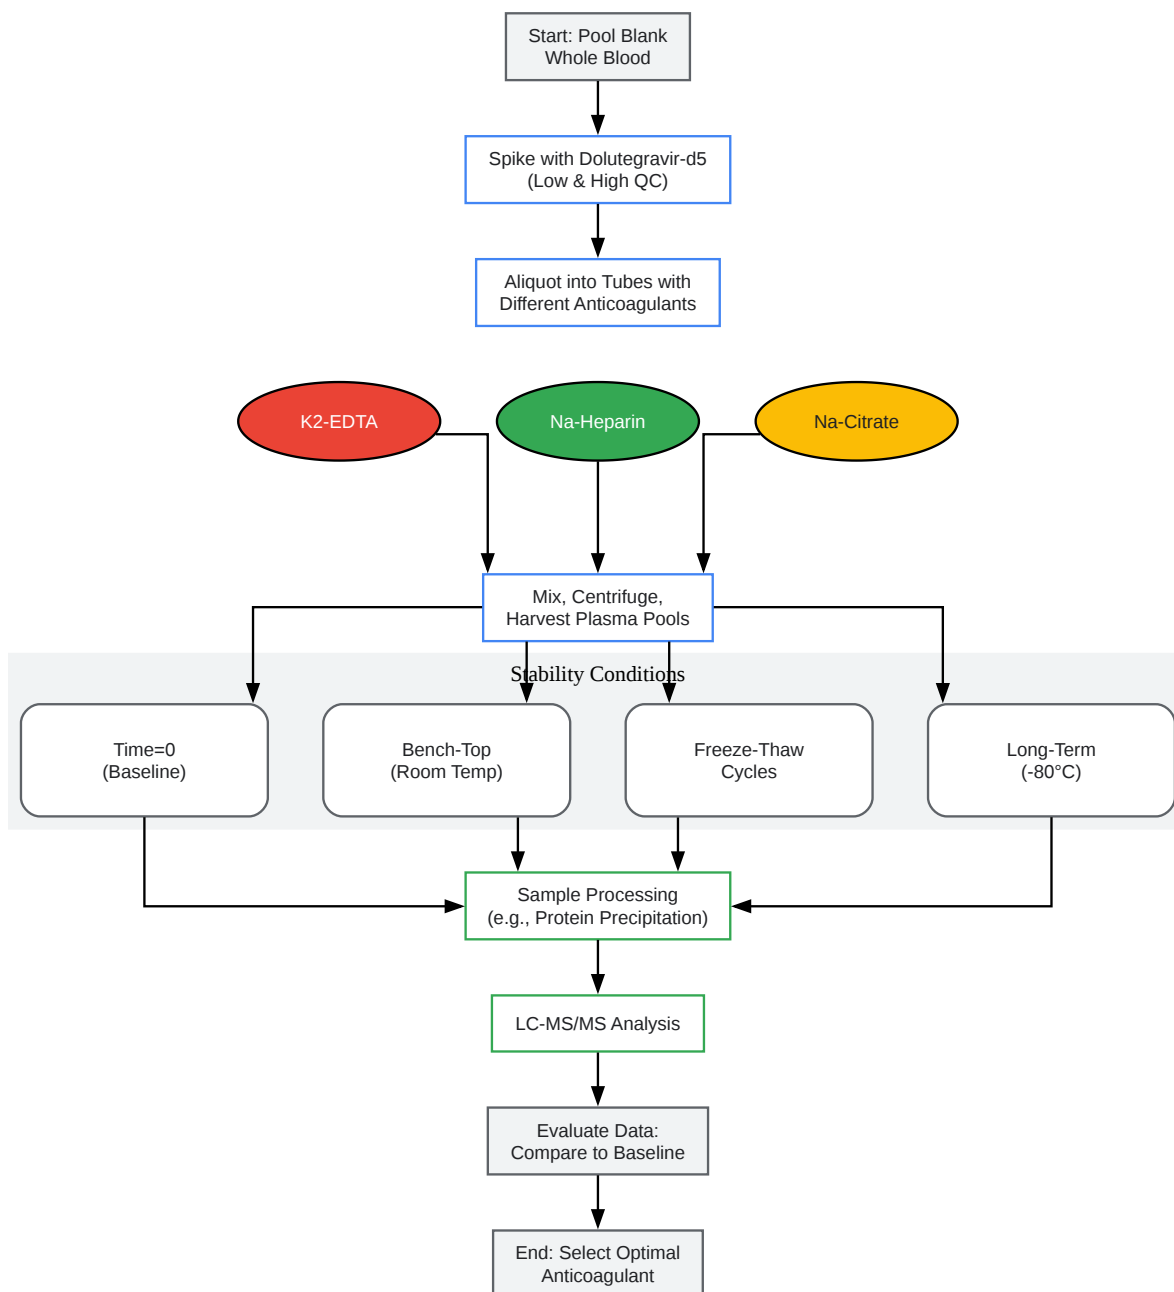 Start: Pool Blank
Whole Blood
Spike with Dolutegravir-d5
(Low & High QC)
Aliquot into Tubes with
Different Anticoagulants
K2-EDTA
Na-Heparin
Na-Citrate
Mix, Centrifuge,
Harvest Plasma Pools
Stability Conditions
Time=0
(Baseline)
Bench-Top
(Room Temp)
Freeze-Thaw
Cycles
Long-Term
(-80°C)
Sample Processing
(e.g., Protein Precipitation)
LC-MS/MS Analysis
Evaluate Data:
Compare to Baseline
End: Select Optimal
Anticoagulant